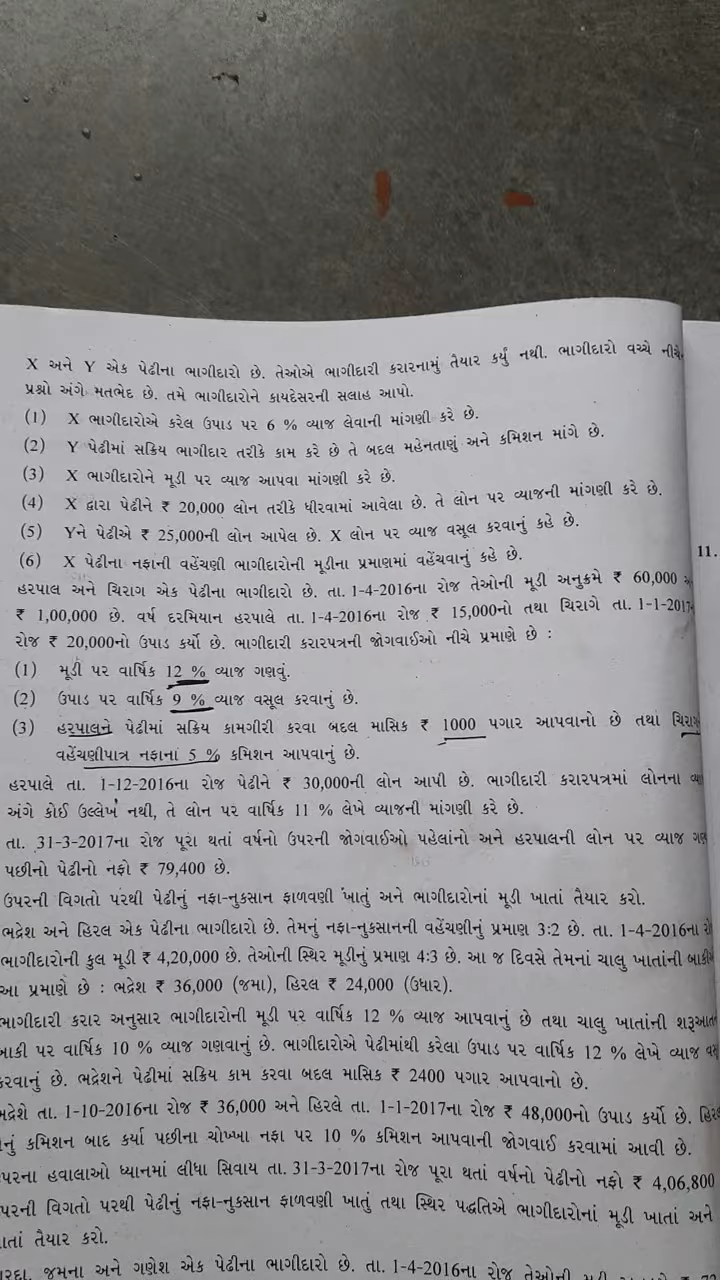 X અને Y એક પેઢીના ભાગીદારો છે. તેઓએ ભાગીદારી કરારનામું તૈયાર કર્યું નથી. ભાગીદારો વચ્ચે નીચે
પ્રશ્નો અંગે મતભેદ છે. તમે ભાગીદારોને કાયદેસરની સલાહ આપો.
(1) X ભાગીદારોએ કરેલ ઉપાડ પર 6 % વ્યાજ લેવાની માંગણી કરે છે.
(2) Y પેઢીમાં સક્રિય ભાગીદાર તરીકે કામ કરે છે તે બદલ મહેનતાણું અને કમિશન માંગે છે.
(3) X ભાગીદારોને મૂડી પર વ્યાજ આપવા માંગણી કરે છે.
(4) X દ્વારા પેઢીને ₹ 20,000 લોન તરીકે ધીરવામાં આવેલા છે. તે લોન પર વ્યાજની માંગણી કરે છે.
(5) Yને પેઢીએ ₹ 25,000ની લોન આપેલ છે. X લોન પર વ્યાજ વસૂલ કરવાનું કહે છે.
(6) X પેઢીના નફાની વહેંચણી ભાગીદારોની મૂડીના પ્રમાણમાં વહેંચવાનું કહે છે.
11.
હરપાલ અને ચિરાગ એક પેઢીના ભાગીદારો છે. તા. 1-4-2016ના રોજ તેઓની મૂડી અનુક્રમે ₹ 60,000
₹ 1,00,000 છે. વર્ષ દરમિયાન હરપાલે તા. 1-4-2016ના રોજ ₹ 15,000નો તથા ચિરાગે તા. 1-1-2017
રોજ ₹ 20,000નો ઉપાડ કર્યો છે. ભાગીદારી કરારપત્રની જોગવાઈઓ નીચે પ્રમાણે છે :
(1) મૂડી પર વાર્ષિક 12 % વ્યાજ ગણવું.
(2) ઉપાડ પર વાર્ષિક 9 % વ્યાજ વસૂલ કરવાનું છે.
(3) હરપાલને પેઢીમાં સક્રિય કામગીરી કરવા બદલ માસિક ₹ 1000 પગાર આપવાનો છે તથા ચિરાગ
વહેંચણીપાત્ર નફાનાં 5 % કમિશન આપવાનું છે.
હરપાલે તા. 1-12-2016ના રોજ પેઢીને ₹ 30,000ની લોન આપી છે. ભાગીદારી કરારપત્રમાં લોનના
અંગે કોઈ ઉલ્લેખ નથી, તે લોન પર વાર્ષિક 11 % લેખે વ્યાજની માંગણી કરે છે.
તા. 31-3-2017ના રોજ પૂરા થતાં વર્ષનો ઉપરની જોગવાઈઓ પહેલાંનો અને હરપાલની લોન પર વ્યાજ
પછીનો પેઢીનો નફો ₹ 79,400 છે.
ઉપરની વિગતો પરથી પેઢીનું નફા-નુકસાન ફાળવણી ખાતું અને ભાગીદારોનાં મૂડી ખાતાં તૈયાર કરો.
ભદ્રેશ અને હિરલ એક પેઢીના ભાગીદારો છે. તેમનું નફા-નુકસાનની વહેંચણીનું પ્રમાણ 3:2 છે. તા. 1-4-2016ના
ભાગીદારોની કુલ મૂડી ₹ 4,20,000 છે. તેઓની સ્થિર મૂડીનું પ્રમાણ 4:3 છે. આ જ દિવસે તેમનાં ચાલુ ખાતાંની
આ પ્રમાણે છે : ભદ્રેશ ₹ 36,000 (જમા), હિરલ ₹ 24,000 (ઉધાર).
ભાગીદારી કરાર અનુસાર ભાગીદારોની મૂડી પર વાર્ષિક 12 % વ્યાજ આપવાનું છે તથા ચાલુ ખાતાંની
બાકી પર વાર્ષિક 10 % વ્યાજ ગણવાનું છે. ભાગીદારોએ પેઢીમાંથી કરેલા ઉપાડ પર વાર્ષિક 12 % લેખે વ્યાજ
કરવાનું છે. ભદ્રેશને પેઢીમાં સક્રિય કામ કરવા બદલ માસિક ₹ 2400 પગાર આપવાનો છે.
ભદ્રેશે તા. 1-10-2016ના રોજ ₹ 36,000 અને હિરલે તા. 1-1-2017ના રોજ ₹ 48,000નો ઉપાડ કર્યો છે.
કમિશન બાદ કર્યા પછીના ચોખ્ખા નફા પર 10 % કમિશન આપવાની જોગવાઈ કરવામાં આવી છે.
પરના હવાલાઓ ધ્યાનમાં લીધા સિવાય તા. 31-3-2017ના રોજ પૂરા થતાં વર્ષનો પેઢીનો નફો ₹ 4,06,800
પરની વિગતો પરથી પેઢીનું નફા-નુકસાન ફાળવણી ખાતું તથા સ્થિર પદ્ધતિએ ભાગીદારોનાં મૂડી ખાતાં અને
તૈયાર કરો.
જમના અને ગણેશ એક પેઢીના ભાગીદારો છે. તા. 1-4-2016ના રોજ તેઓની